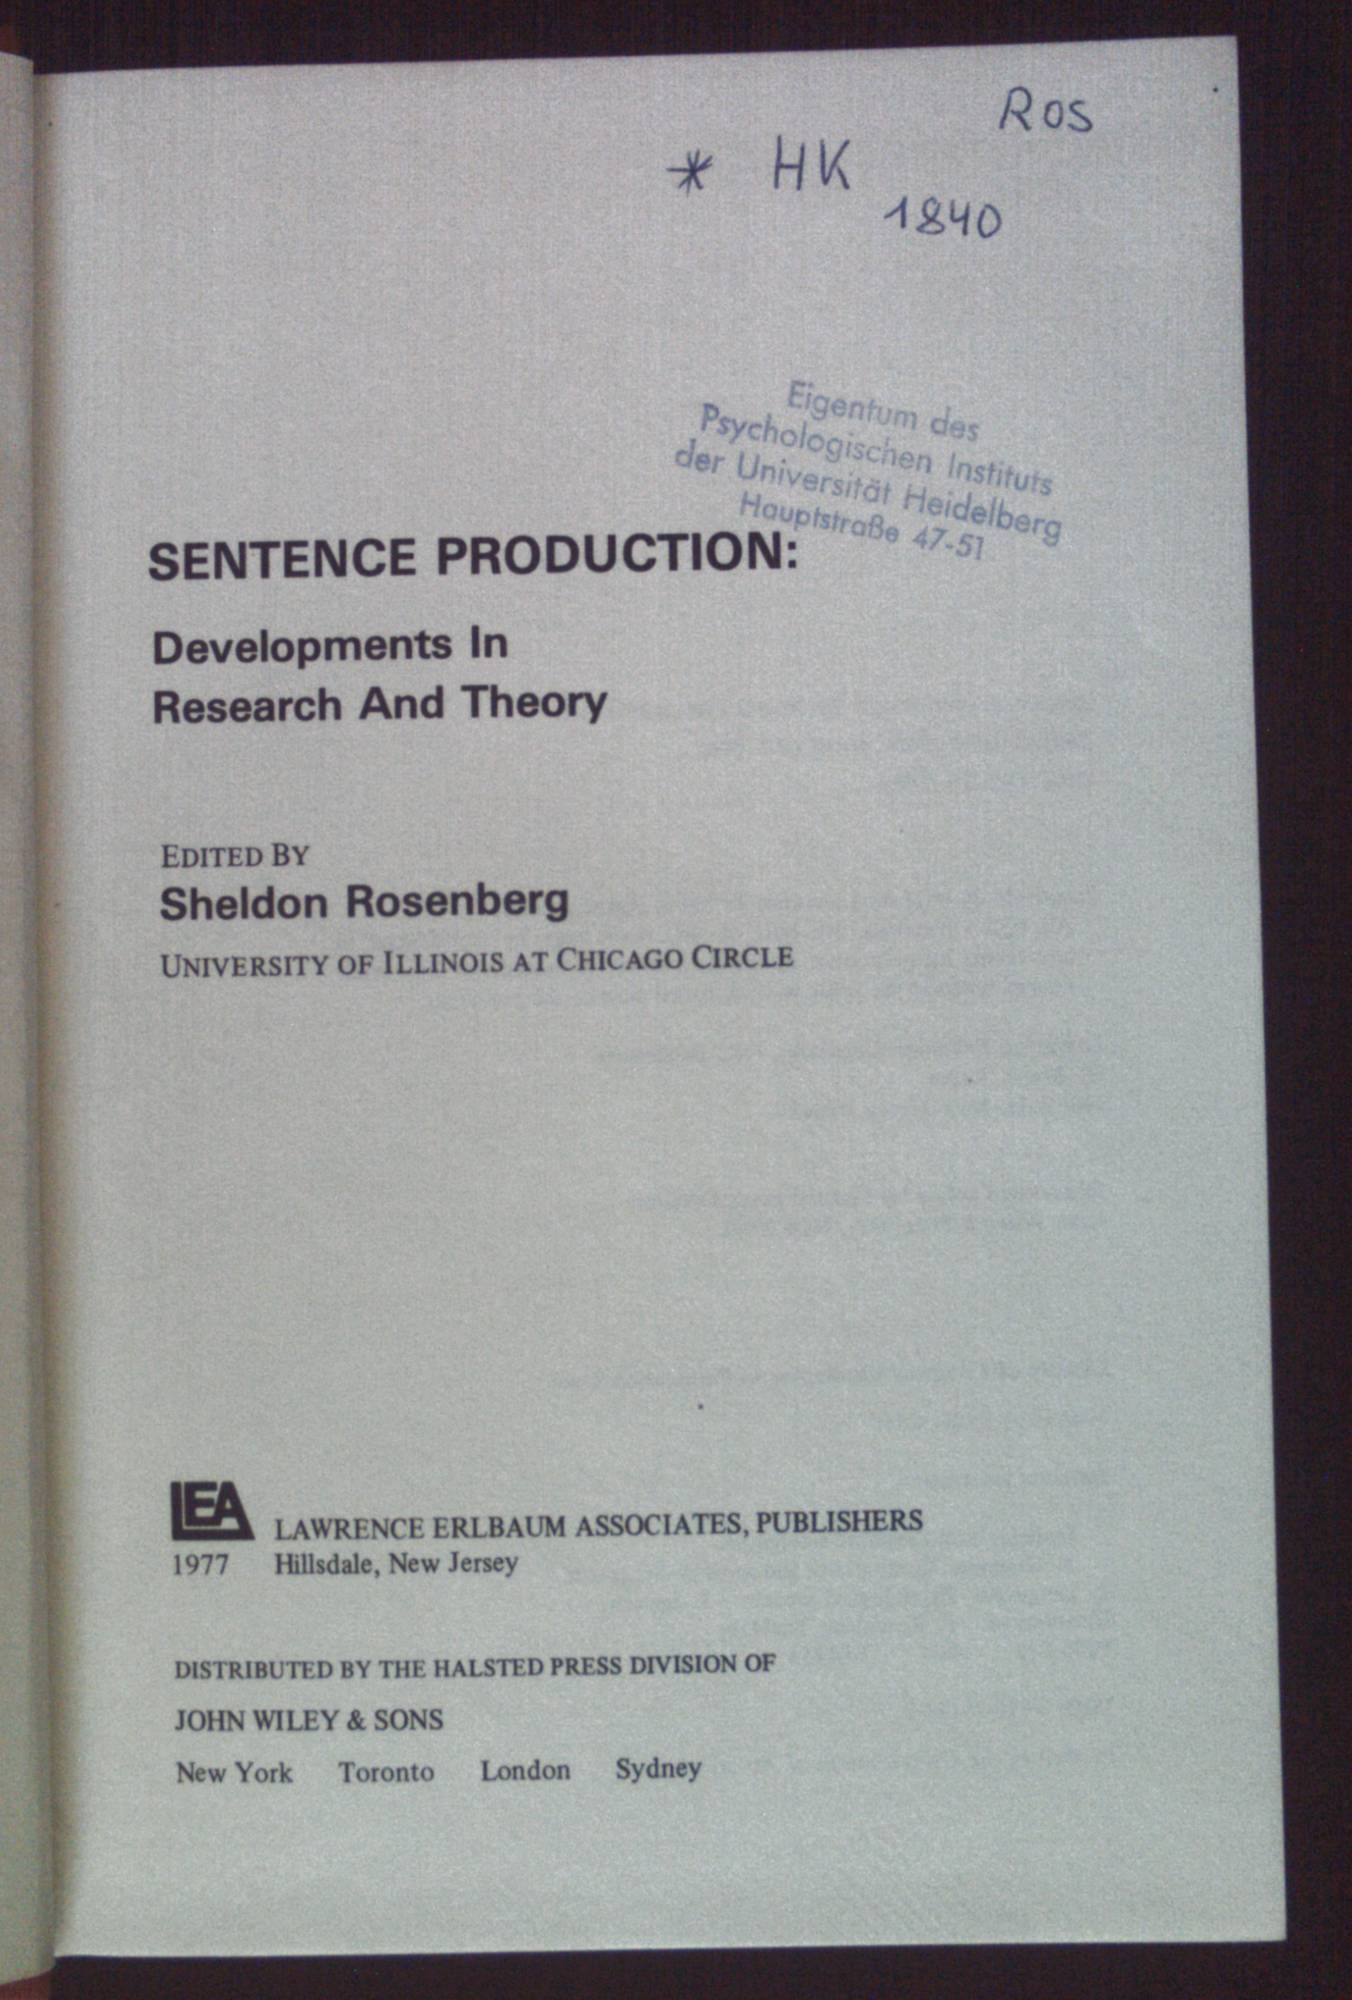 ROS
* HK
1840
Eigentum des
Psychologischen Instituts
der Universität Heidelberg
Hauptstraße 47-51
SENTENCE PRODUCTION:
Developments In
Research And Theory
EDITED BY
Sheldon Rosenberg
UNIVERSITY OF ILLINOIS AT CHICAGO CIRCLE
LEA LAWRENCE ERLBAUM ASSOCIATES, PUBLISHERS
1977 Hillsdale, New Jersey
DISTRIBUTED BY THE HALSTED PRESS DIVISION OF
JOHN WILEY & SONS
New York Toronto London Sydney